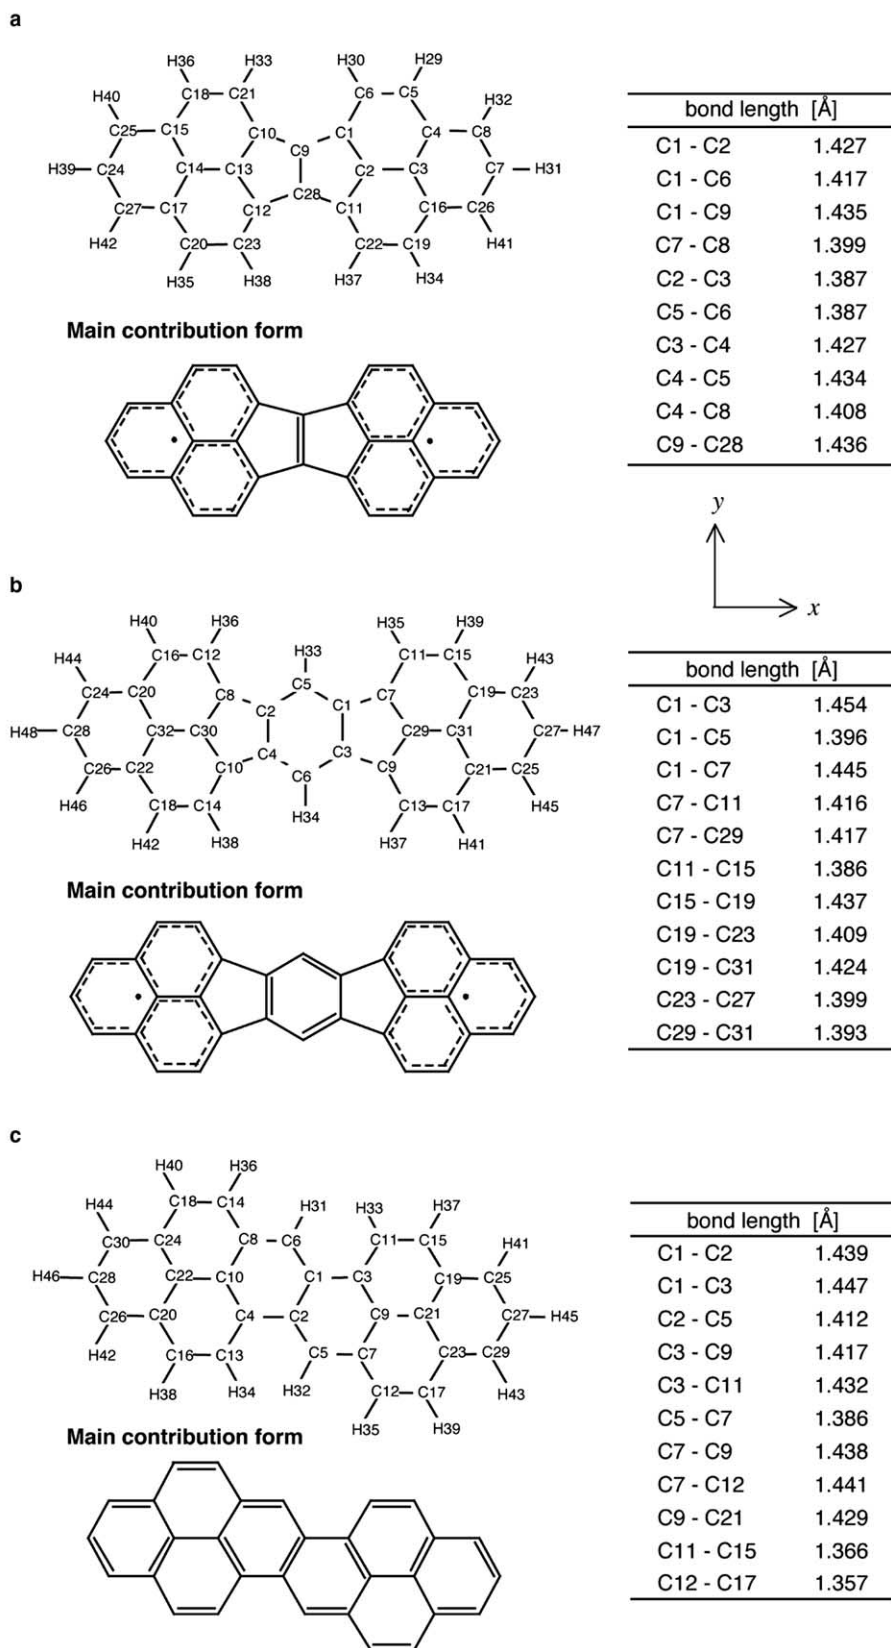 a
H36 H33 H30 H29
H40 C18 C21 C6 C5 H32
C25 C15 C10 C9 C1 C4 C8
H39 C24 C14 C13 C2 C3 C7 H31
C28
C27 C17 C12 C11 C16 C26
H42 C20 C23 C22 C19 H41
H35 H38 H37 H34
Main contribution form
bond length [Å]
C1 - C2 1.427
C1 - C6 1.417
C1 - C9 1.435
C7 - C8 1.399
C2 - C3 1.387
C5 - C6 1.387
C3 - C4 1.427
C4 - C5 1.434
C4 - C8 1.408
C9 - C28 1.436
y
x
b
H40 H36 H35 H39
H44 C16 C12 H33 C11 C15 H43
C24 C20 C8 C5 C1 C7 C19 C23
C2
H48 C28 C32 C30 C29 C31 C27 H47
C4 C3
C26 C22 C10 C6 C9 C21 C25
H46 C18 C14 H34 C13 C17 H45
H42 H38 H37 H41
Main contribution form
bond length [Å]
C1 - C3 1.454
C1 - C5 1.396
C1 - C7 1.445
C7 - C11 1.416
C7 - C29 1.417
C11 - C15 1.386
C15 - C19 1.437
C19 - C23 1.409
C19 - C31 1.424
C23 - C27 1.399
C29 - C31 1.393
c
H40 H36
H44 C18 C14 H31 H33 H37
C30 C24 C8 C6 C11 C15 H41
H46 C28 C22 C10 C1 C3 C19 C25
C26 C20 C4 C2 C9 C21 C27 H45
H42 C16 C13 C5 C7 C23 C29
H38 H34 H32 C12 C17 H43
H35 H39
Main contribution form
bond length [Å]
C1 - C2 1.439
C1 - C3 1.447
C2 - C5 1.412
C3 - C9 1.417
C3 - C11 1.432
C5 - C7 1.386
C7 - C9 1.438
C7 - C12 1.441
C9 - C21 1.429
C11 - C15 1.366
C12 - C17 1.357